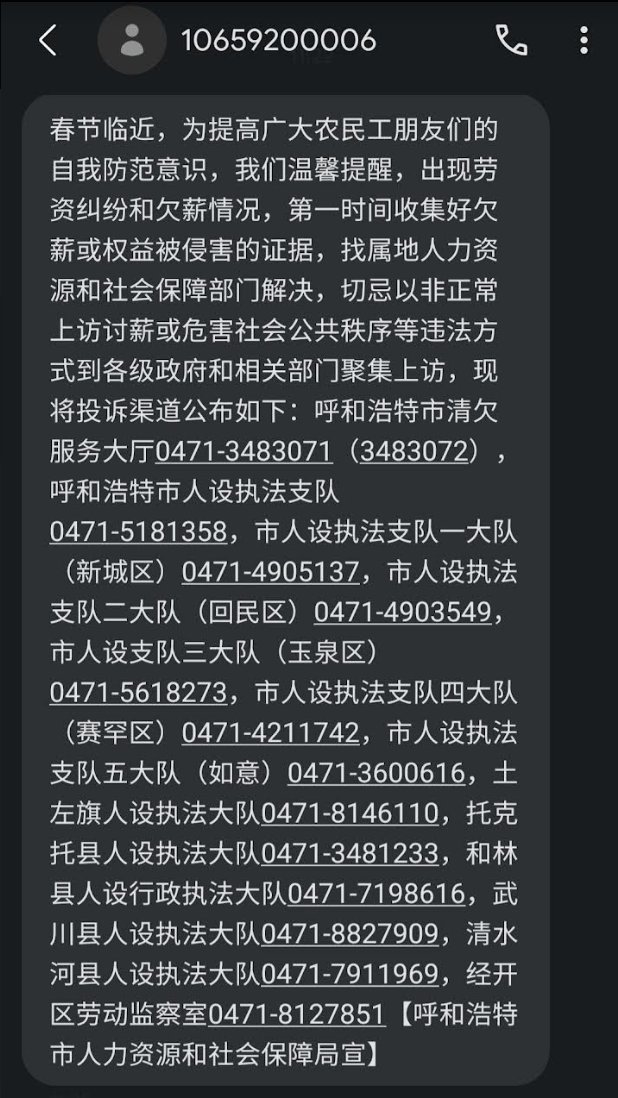 10659200006
春节临近，为提高广大农民工朋友们的
自我防范意识，我们温馨提醒，出现劳
资纠纷和欠薪情况，第一时间收集好欠
薪或权益被侵害的证据，找属地人力资
源和社会保障部门解决，切忌以非正常
上访讨薪或危害社会公共秩序等违法方
式到各级政府和相关部门聚集上访，现
将投诉渠道公布如下：呼和浩特市清欠
服务大厅0471-3483071（3483072），
呼和浩特市人设执法支队
0471-5181358，市人设执法支队一大队
（新城区）0471-4905137，市人设执法
支队二大队（回民区）0471-4903549，
市人设支队三大队（玉泉区）
0471-5618273，市人设执法支队四大队
（赛罕区）0471-4211742，市人设执法
支队五大队（如意）0471-3600616，土
左旗人设执法大队0471-8146110，托克
托县人设执法大队0471-3481233，和林
县人设行政执法大队0471-7198616，武
川县人设执法大队0471-8827909，清水
河县人设执法大队0471-7911969，经开
区劳动监察室0471-8127851【呼和浩特
市人力资源和社会保障局宣】